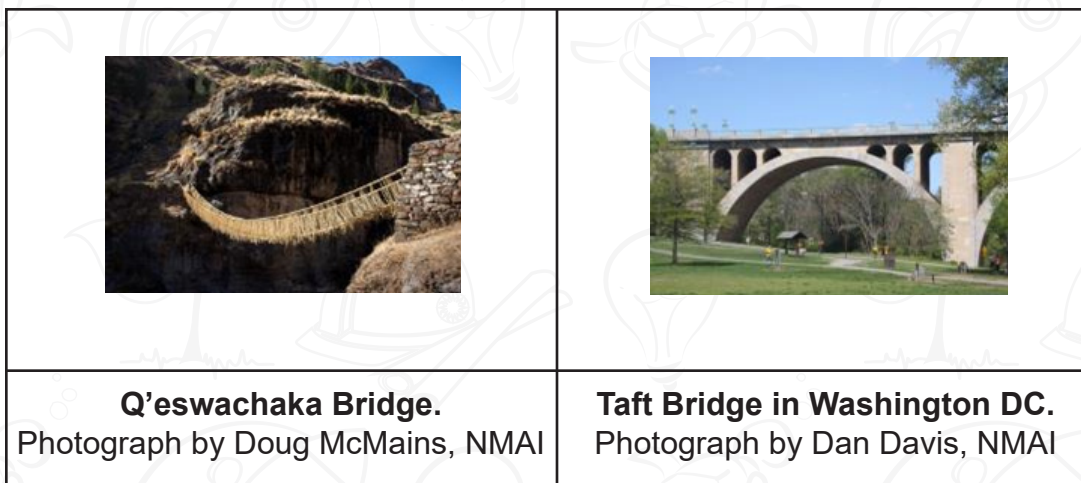 Q’eswachaka Bridge.
Photograph by Doug McMains, NMAI
Taft Bridge in Washington DC.
Photograph by Dan Davis, NMAI